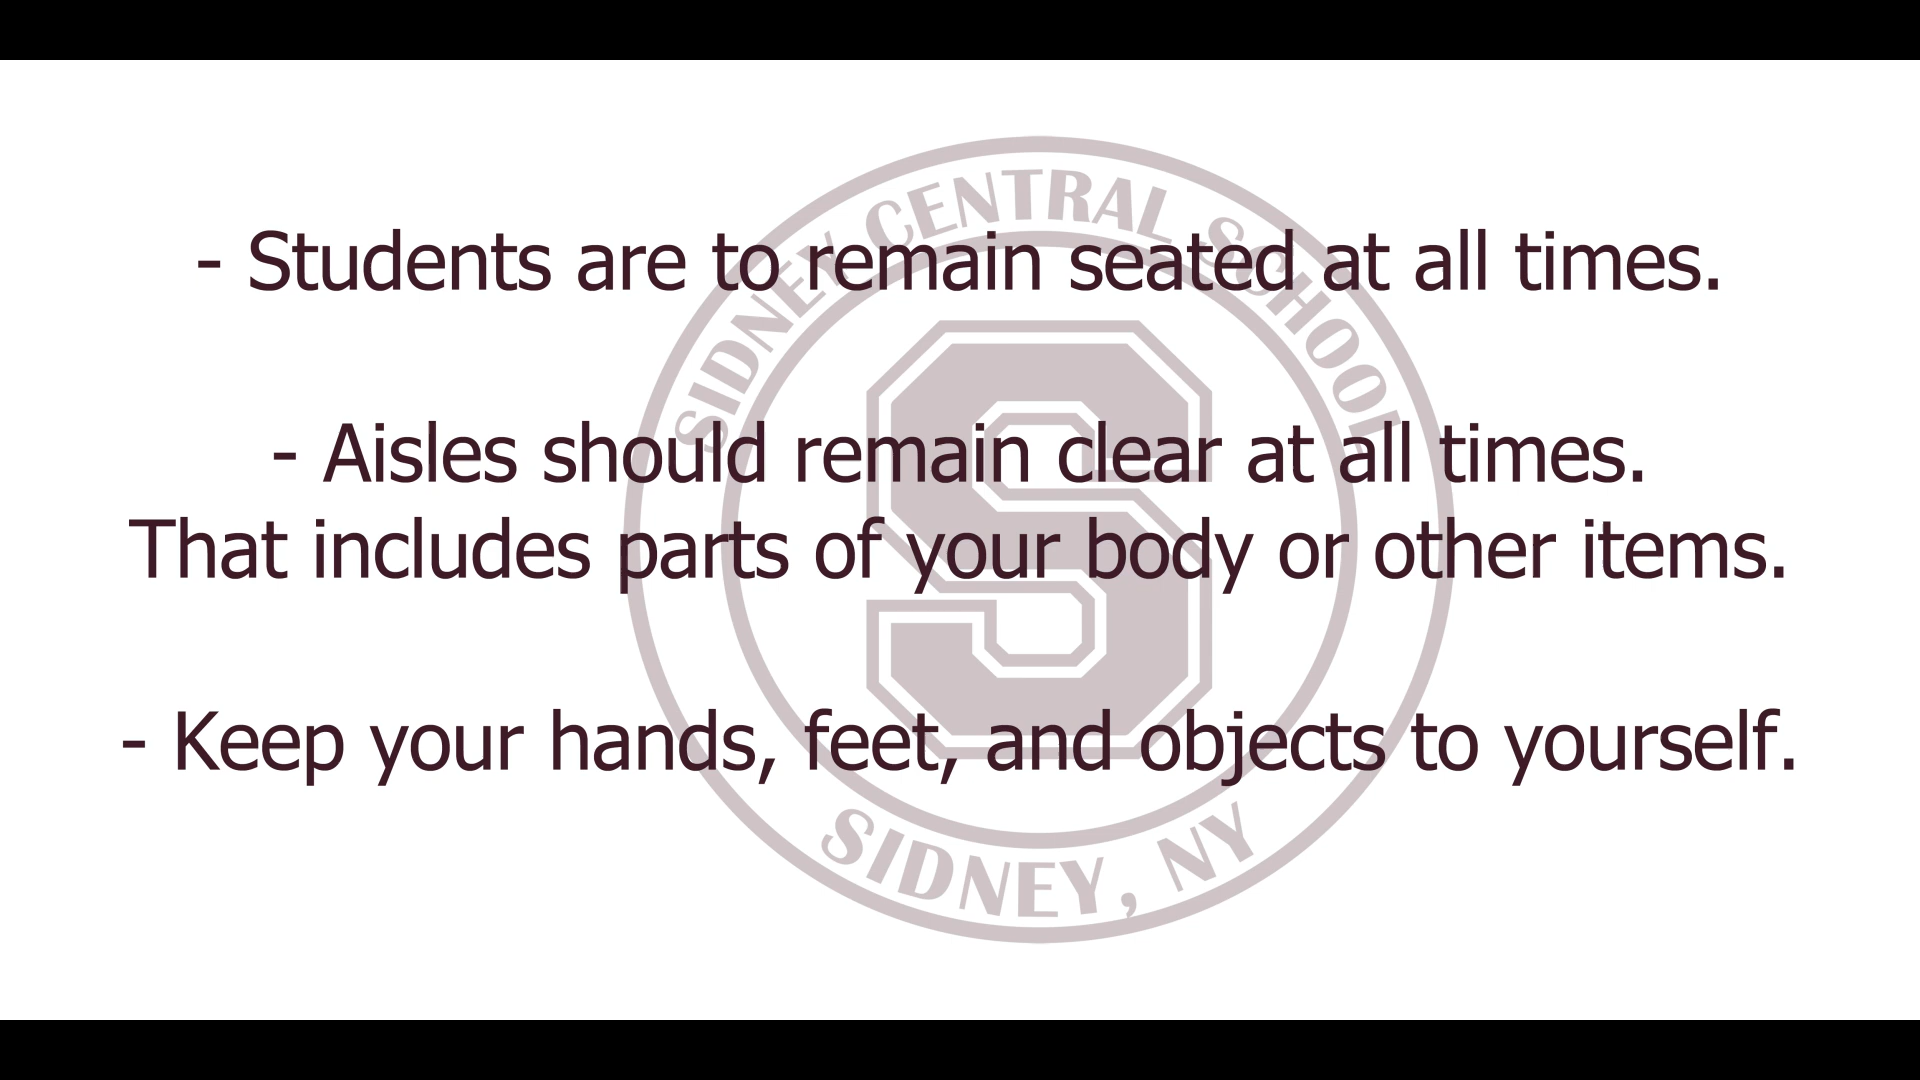 SIDNEY CENTRAL SCHOOL
- Students are to remain seated at all times.
- Aisles should remain clear at all times.
That includes parts of your body or other items.
S
- Keep your hands, feet, and objects to yourself.
SIDNEY, NY